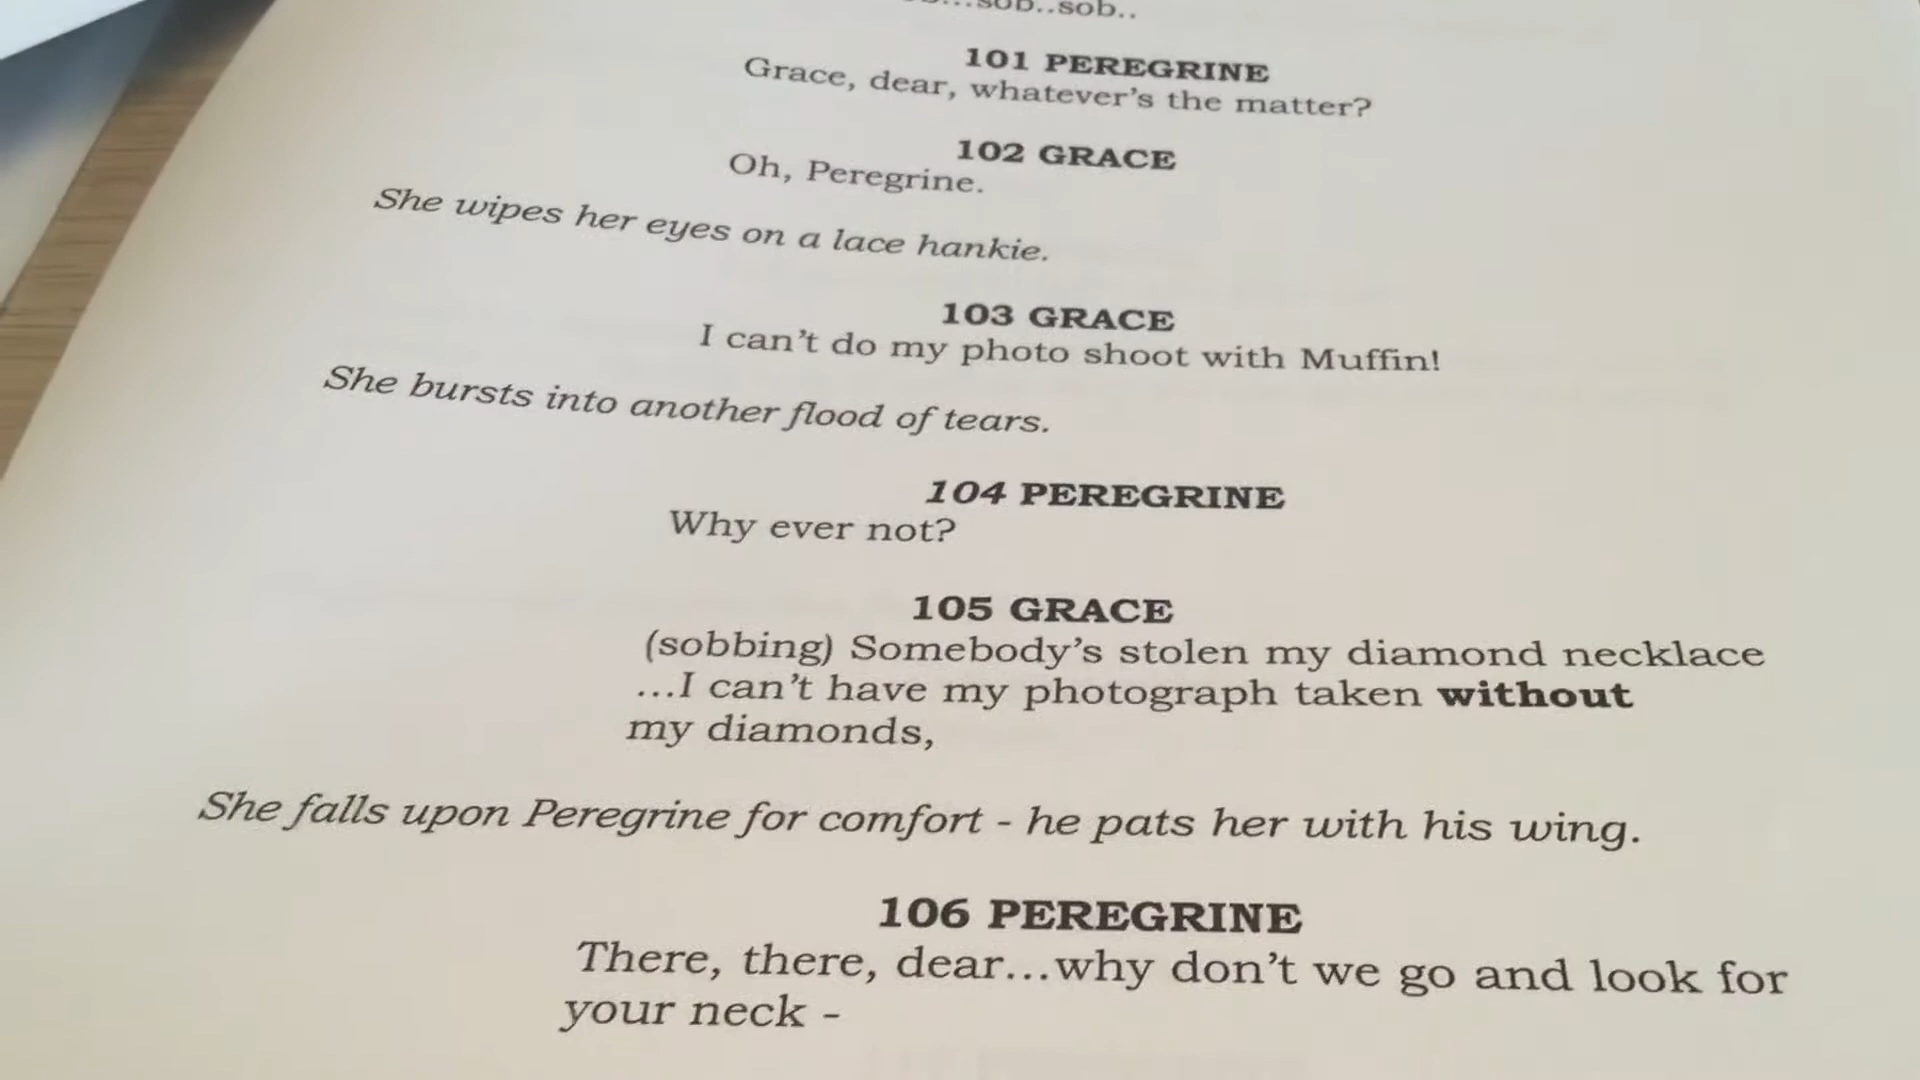 ...sob..sob..
101 PEREGRINE
Grace, dear, whatever's the matter?
102 GRACE
Oh, Peregrine.
She wipes her eyes on a lace hankie.
103 GRACE
I can't do my photo shoot with Muffin!
She bursts into another flood of tears.
104 PEREGRINE
Why ever not?
105 GRACE
(sobbing) Somebody's stolen my diamond necklace
...I can't have my photograph taken without
my diamonds,
She falls upon Peregrine for comfort - he pats her with his wing.
106 PEREGRINE
There, there, dear...why don't we go and look for
your neck -